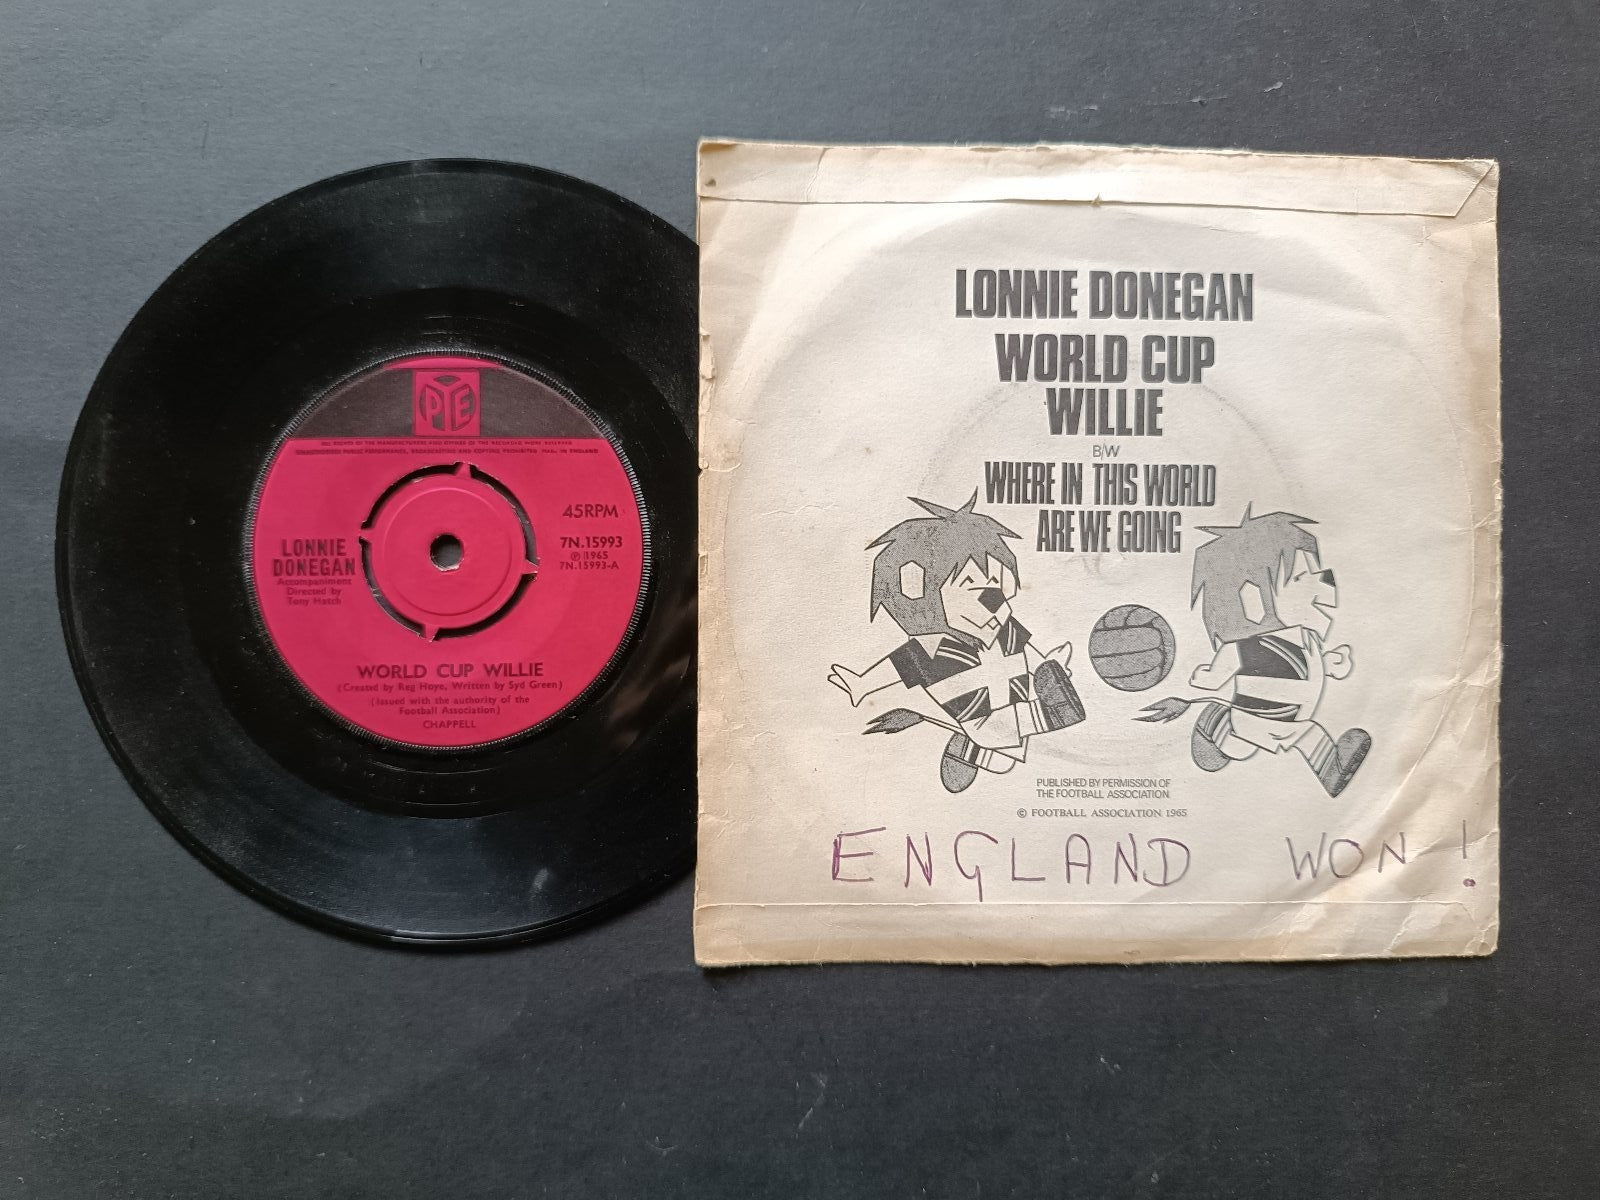 PYE
ALL RIGHTS OF THE MANUFACTURERS AND OWNER OF THE RECORDED WORK RESERVED
UNAUTHORISED PUBLIC PERFORMANCE, BROADCASTING AND COPYING PROHIBITED MAD. IN ENGLAND
45RPM
7N.15993
℗ 1965
7N.15993-A
LONNIE
DONEGAN
Accompaniment
Directed by
Tony Hatch
WORLD CUP WILLIE
(Created by Reg Hoye, Written by Syd Green)
(Issued with the authority of the
Football Association)
CHAPPELL
LONNIE DONEGAN
WORLD CUP
WILLIE
B/W
WHERE IN THIS WORLD
ARE WE GOING
PUBLISHED BY PERMISSION OF
THE FOOTBALL ASSOCIATION
© FOOTBALL ASSOCIATION 1965
ENGLAND WON!